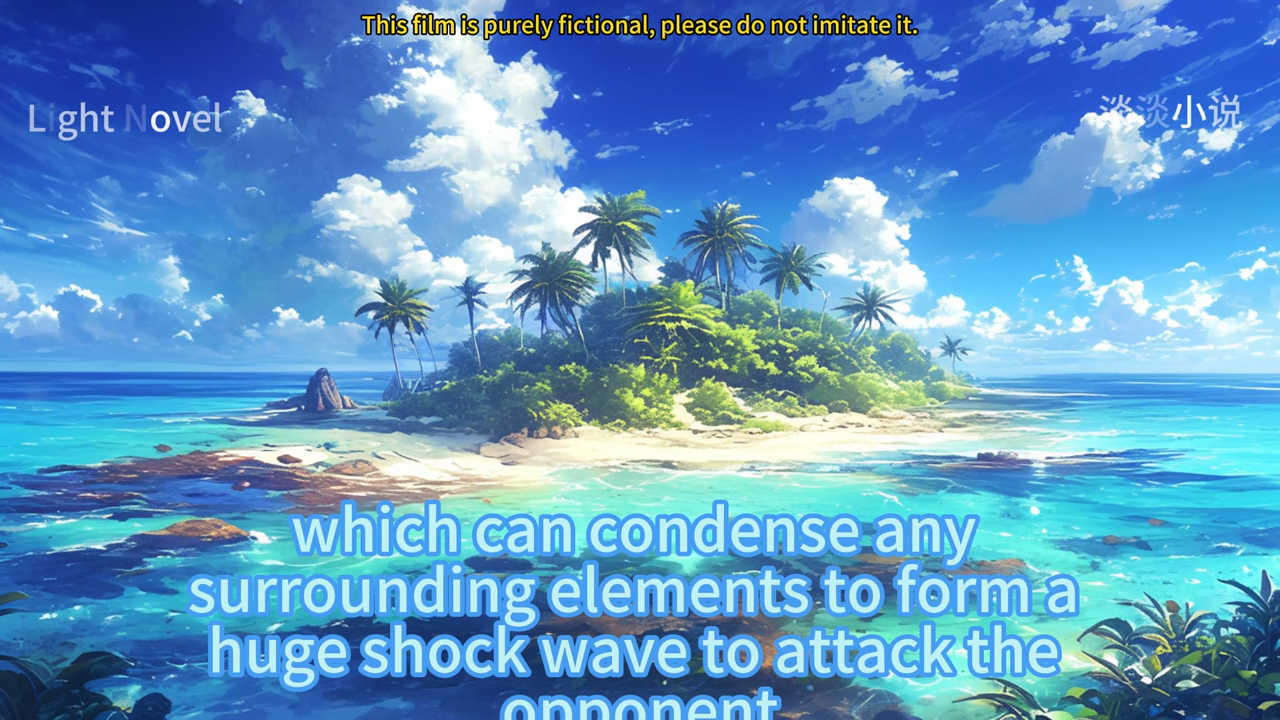 This film is purely fictional, please do not imitate it.
Light Novel
淡淡小说
which can condense any
surrounding elements to form a
huge shock wave to attack the
opponent